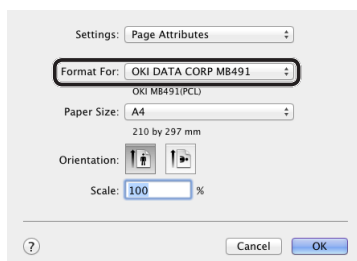 Settings: Page Attributes
Format For: OKI DATA CORP MB491
OKI MB491(PCL)
Paper Size: A4
210 by 297 mm
Orientation:
Scale: 100 %
? Cancel OK